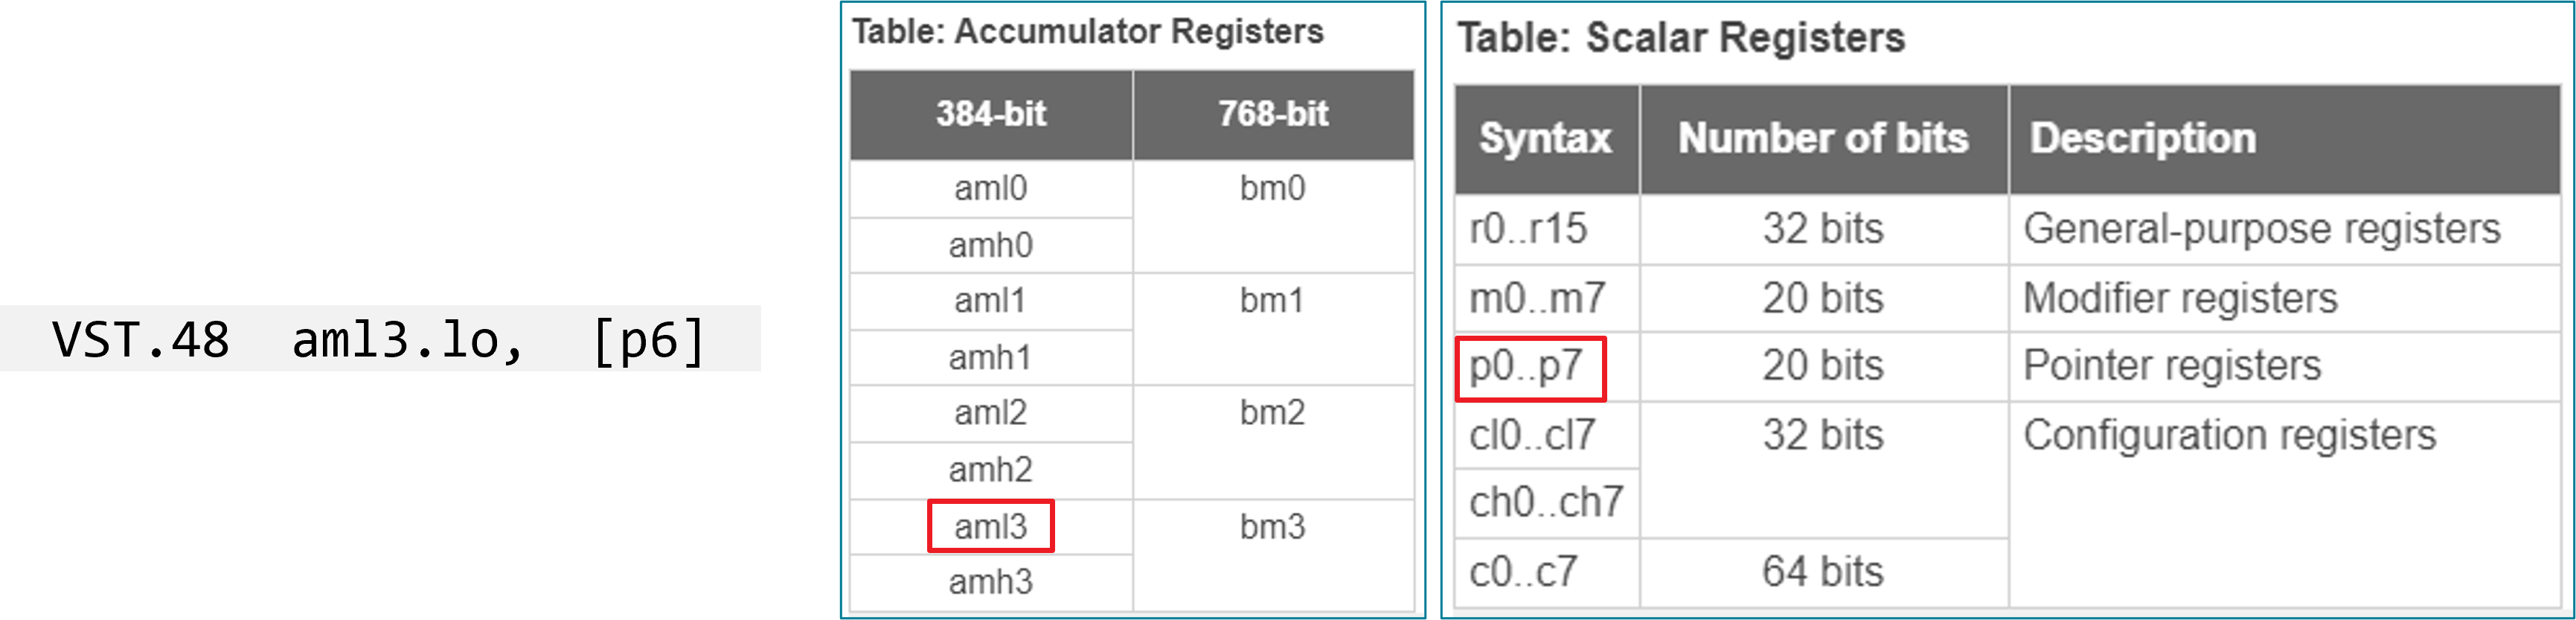 VST.48 aml3.lo, [p6]
Table: Accumulator Registers
384-bit 768-bit
aml0 bm0
amh0
aml1 bm1
amh1
aml2 bm2
amh2
aml3 bm3
amh3
Table: Scalar Registers
Syntax Number of bits Description
r0..r15 32 bits General-purpose registers
m0..m7 20 bits Modifier registers
p0..p7 20 bits Pointer registers
cl0..cl7 32 bits Configuration registers
ch0..ch7
c0..c7 64 bits